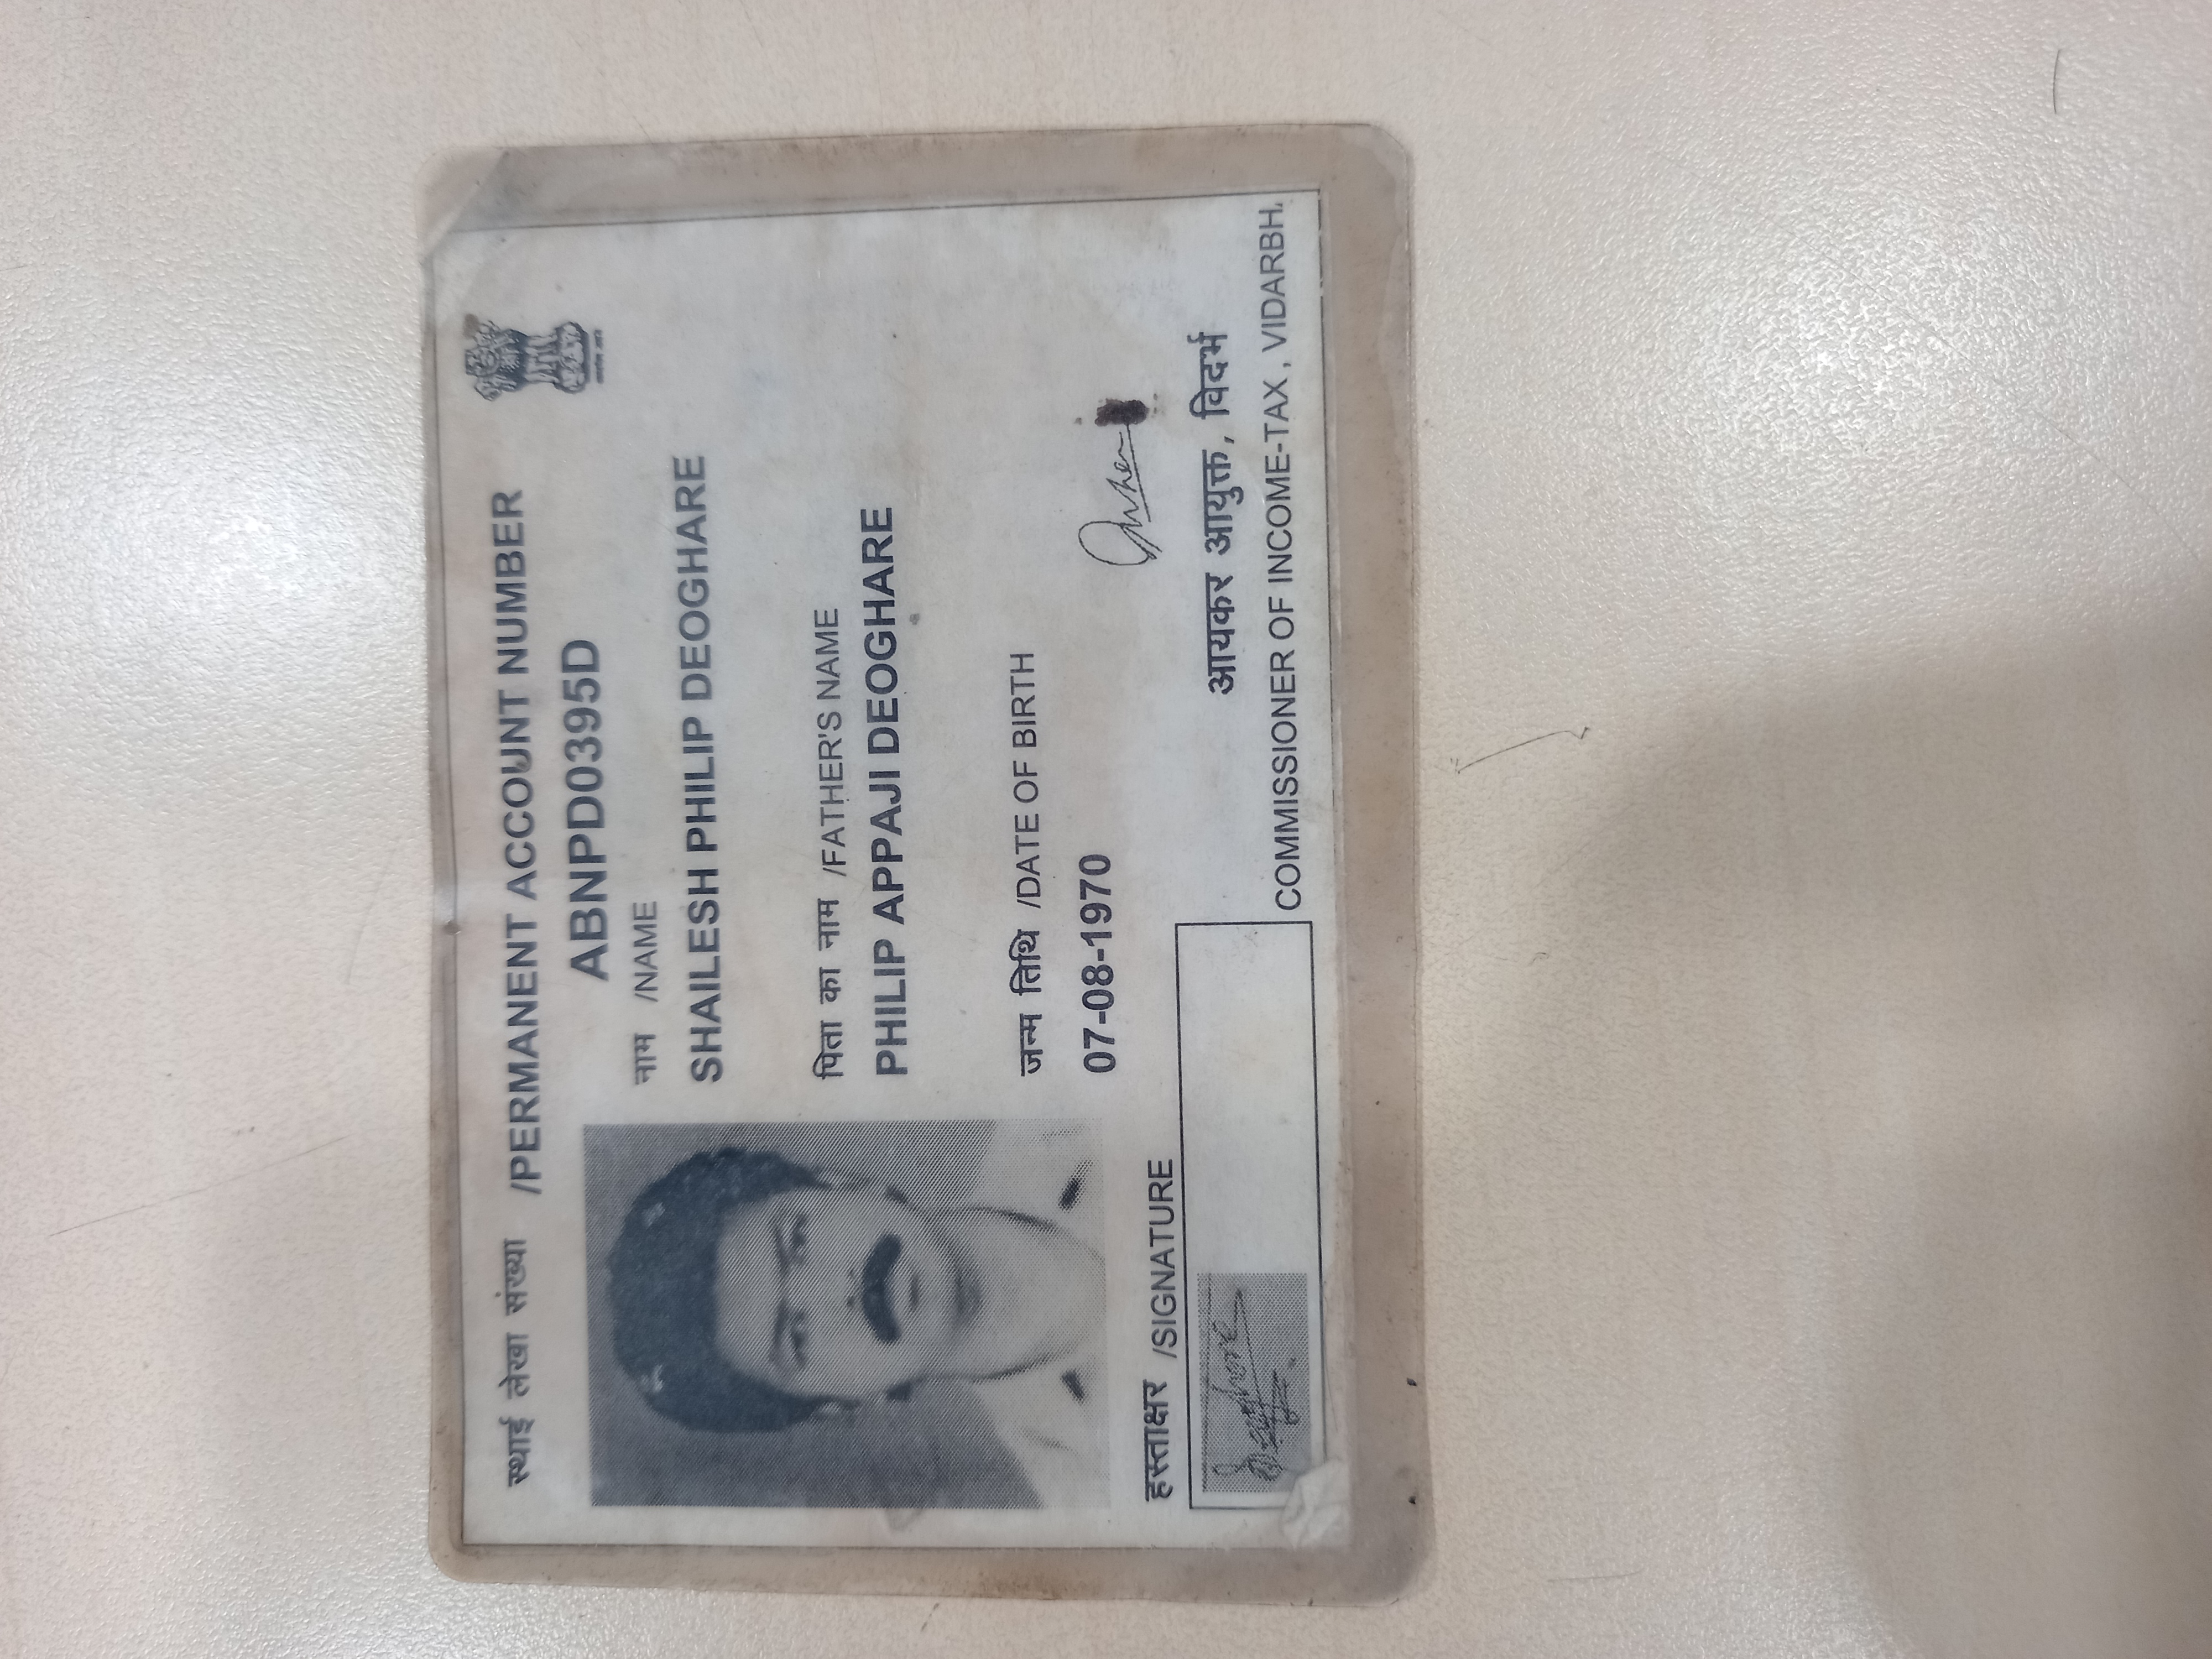 स्थाई लेखा संख्या /PERMANENT ACCOUNT NUMBER
ABNPD0395D
नाम /NAME
SHAILESH PHILIP DEOGHARE
पिता का नाम /FATHER'S NAME
PHILIP APPAJI DEOGHARE
जन्म तिथि /DATE OF BIRTH
07-08-1970
हस्ताक्षर /SIGNATURE
आयकर आयुक्त, विदर्भ
COMMISSIONER OF INCOME-TAX, VIDARBH